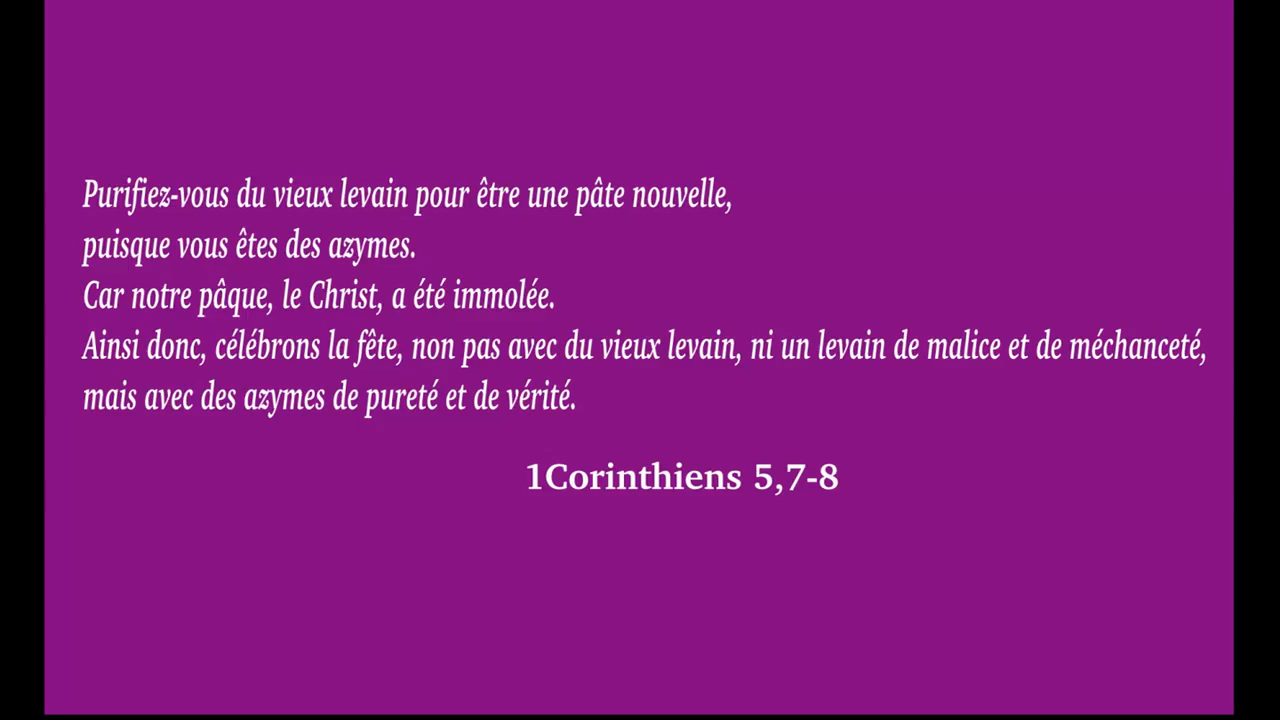 Purifiez-vous du vieux levain pour être une pâte nouvelle,
puisque vous êtes des azymes.
Car notre pâque, le Christ, a été immolée.
Ainsi donc, célébrons la fête, non pas avec du vieux levain, ni un levain de malice et de méchanceté,
mais avec des azymes de pureté et de vérité.
1Corinthiens 5,7-8